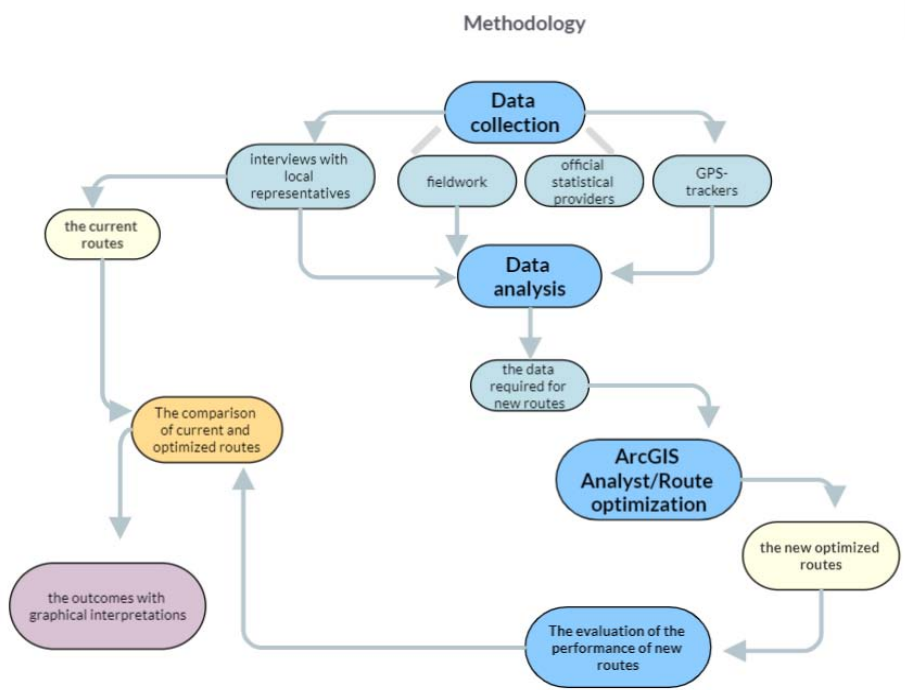 Methodology
Data
collection
interviews with
local
representatives
fieldwork
official
statistical
providers
GPS-
trackers
the current
routes
Data
analysis
the data
required for
new routes
The comparison
of current and
optimized routes
ArcGIS
Analyst/Route
optimization
the new optimized
routes
the outcomes with
graphical interpretations
The evaluation of the
performance of new
routes